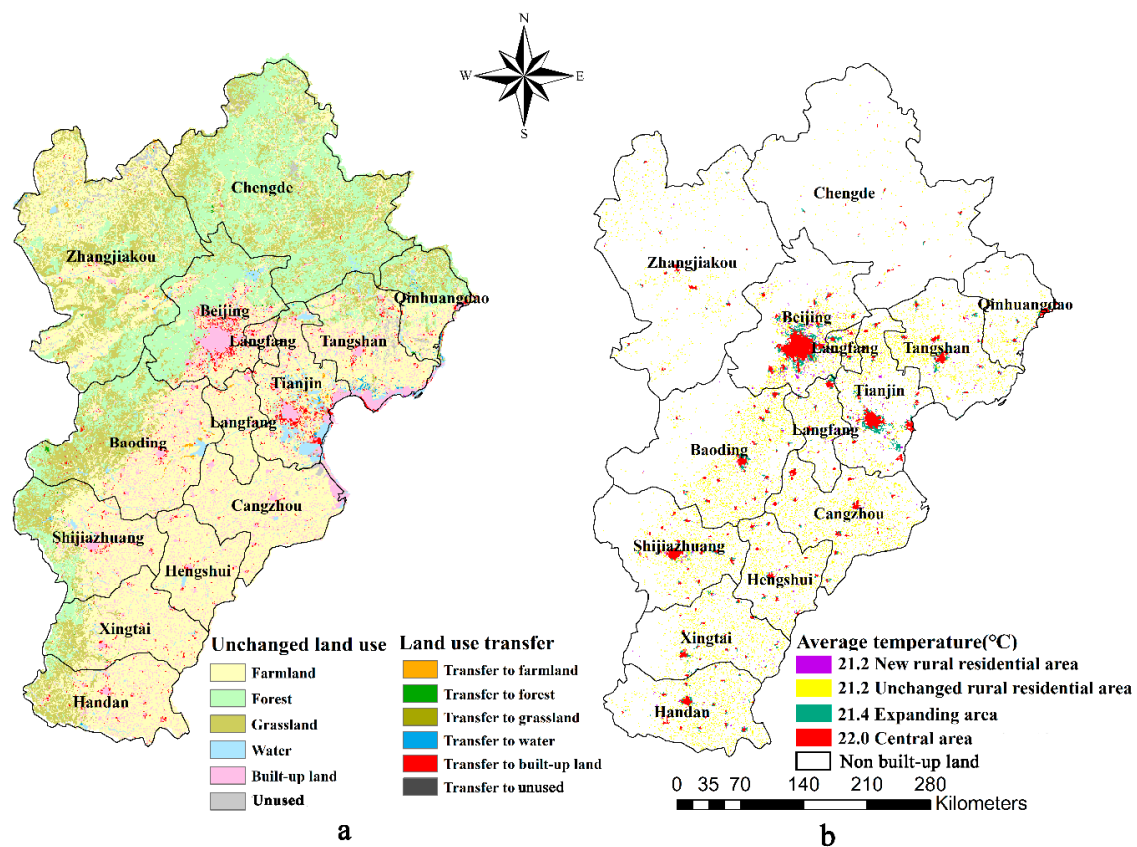 N
W E
S
Chengde
Zhangjiakou
Qinhuangdao
Beijing
Langfang
Tangshan
Tianjin
Langfang
Baoding
Cangzhou
Shijiazhuang
Hengshui
Xingtai
Handan
Unchanged land use
Farmland
Forest
Grassland
Water
Built-up land
Unused
Land use transfer
Transfer to farmland
Transfer to forest
Transfer to grassland
Transfer to water
Transfer to built-up land
Transfer to unused
a
Chengde
Zhangjiakou
Qinhuangdao
Beijing
Langfang
Tangshan
Tianjin
Langfang
Baoding
Cangzhou
Shijiazhuang
Hengshui
Xingtai
Handan
Average temperature(°C)
21.2 New rural residential area
21.2 Unchanged rural residential area
21.4 Expanding area
22.0 Central area
Non built-up land
0 35 70 140 210 280
Kilometers
b